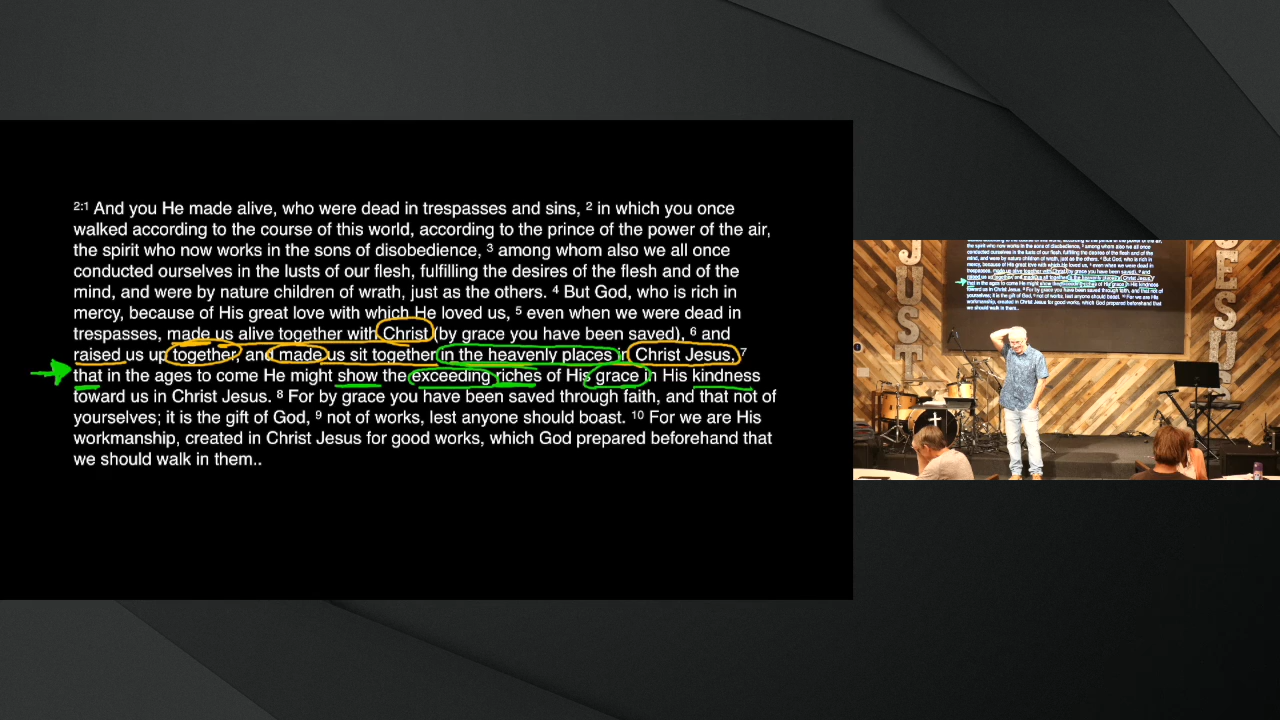 2:1 And you He made alive, who were dead in trespasses and sins, 2 in which you once
walked according to the course of this world, according to the prince of the power of the air,
the spirit who now works in the sons of disobedience, 3 among whom also we all once
conducted ourselves in the lusts of our flesh, fulfilling the desires of the flesh and of the
mind, and were by nature children of wrath, just as the others. 4 But God, who is rich in
mercy, because of His great love with which He loved us, 5 even when we were dead in
trespasses, made us alive together with Christ (by grace you have been saved), 6 and
raised us up together, and made us sit together in the heavenly places in Christ Jesus, 7
that in the ages to come He might show the exceeding riches of His grace in His kindness
toward us in Christ Jesus. 8 For by grace you have been saved through faith, and that not of
yourselves; it is the gift of God, 9 not of works, lest anyone should boast. 10 For we are His
workmanship, created in Christ Jesus for good works, which God prepared beforehand that
we should walk in them..
JUST
JESUS